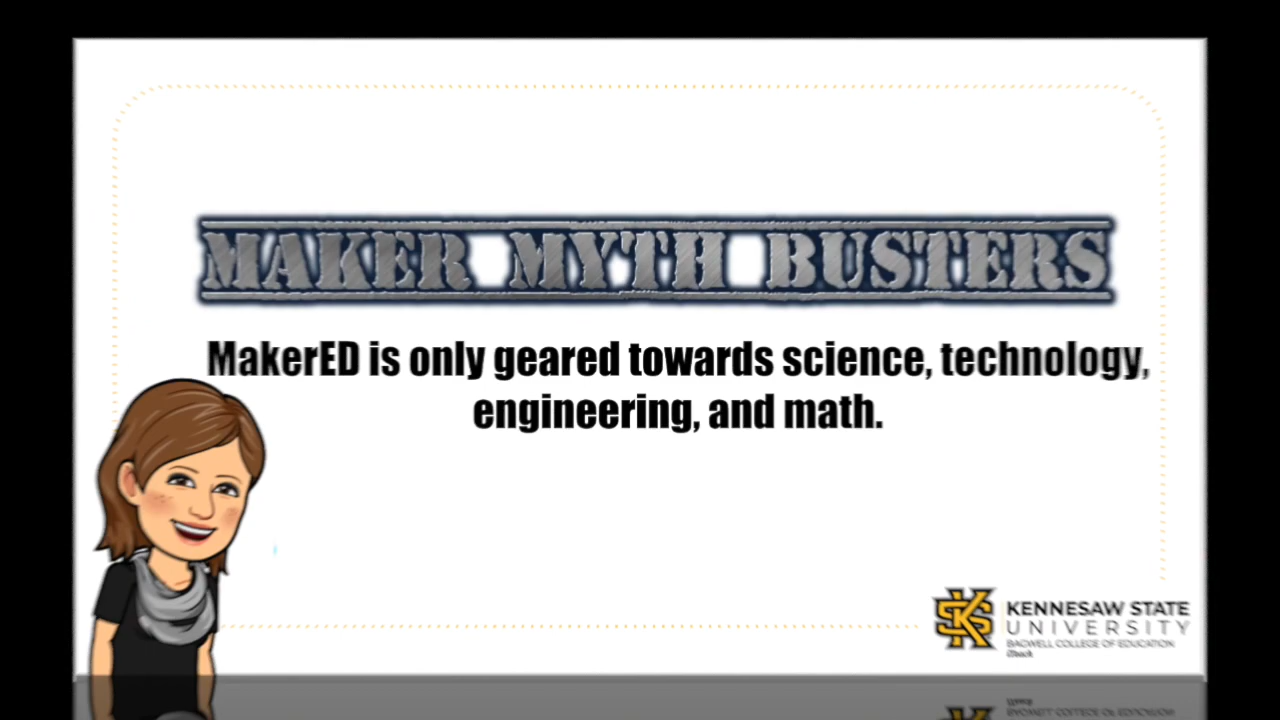 MAKER MYTH BUSTERS
MakerED is only geared towards science, technology,
engineering, and math.
KENNESAW STATE
UNIVERSITY
BAGWELL COLLEGE OF EDUCATION